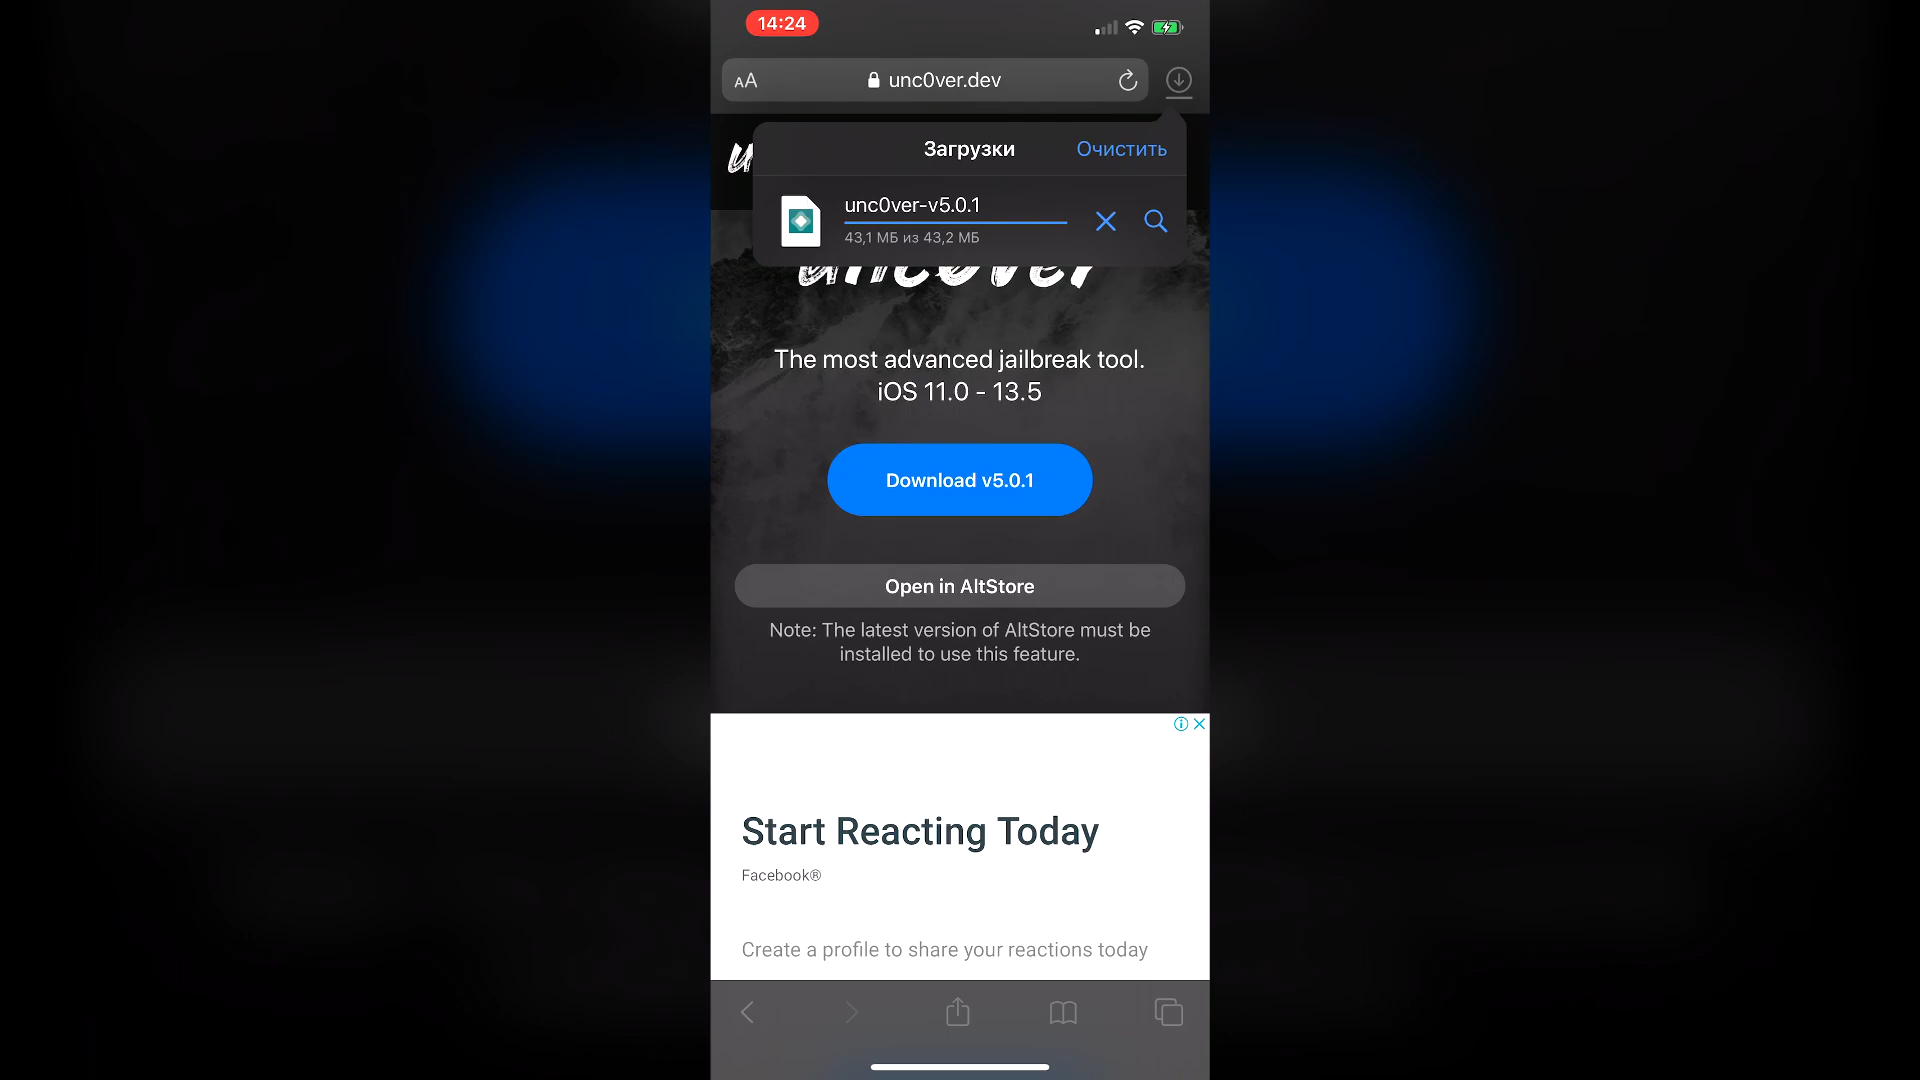 14:24
AA
unc0ver.dev
Загрузки
Очистить
unc0ver-v5.0.1
43,1 МБ из 43,2 МБ
unc0ver
The most advanced jailbreak tool.
iOS 11.0 - 13.5
Download v5.0.1
Open in AltStore
Note: The latest version of AltStore must be
installed to use this feature.
Start Reacting Today
Facebook®
Create a profile to share your reactions today